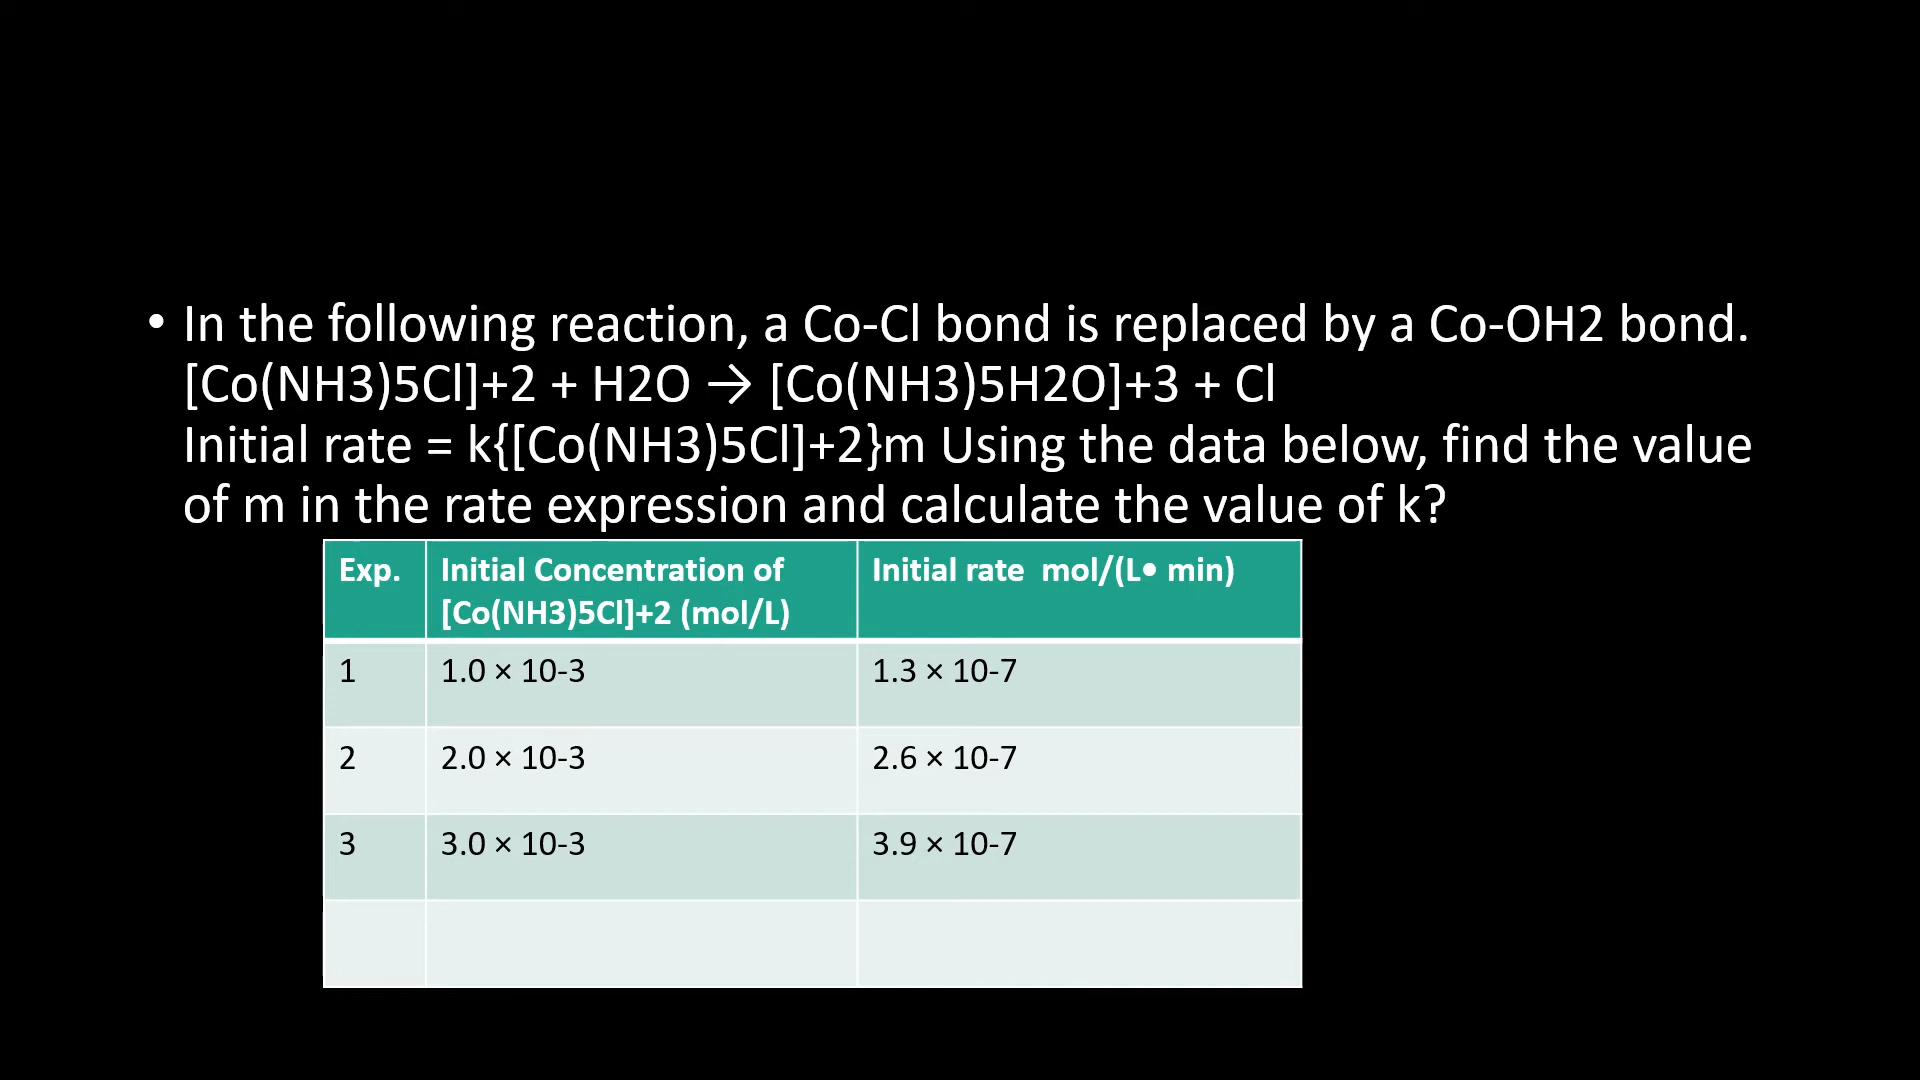 • In the following reaction, a Co-Cl bond is replaced by a Co-OH2 bond.
[Co(NH3)5Cl]+2 + H2O → [Co(NH3)5H2O]+3 + Cl
Initial rate = k{[Co(NH3)5Cl]+2}m Using the data below, find the value
of m in the rate expression and calculate the value of k?
Exp. Initial Concentration of Initial rate  mol/(L• min)
[Co(NH3)5Cl]+2 (mol/L)
1 1.0 × 10-3 1.3 × 10-7
2 2.0 × 10-3 2.6 × 10-7
3 3.0 × 10-3 3.9 × 10-7